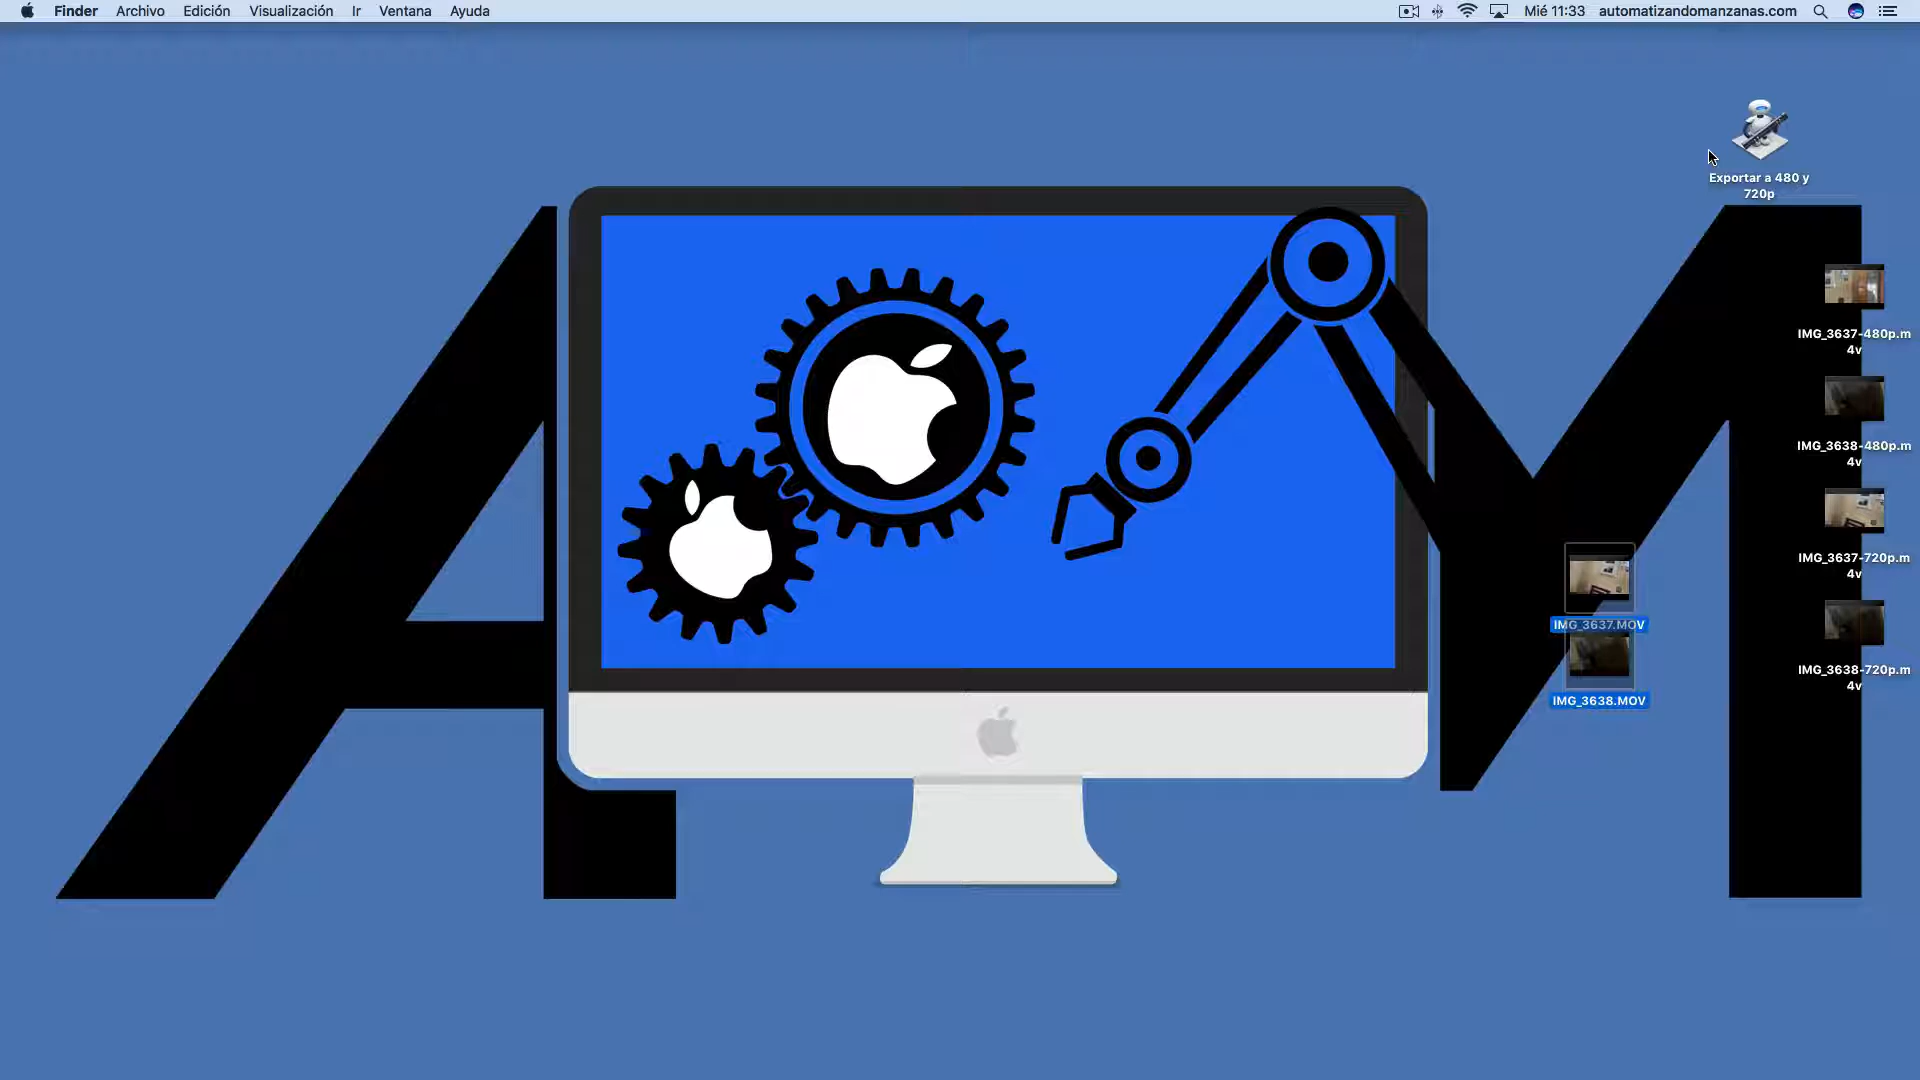 Finder Archivo Edición Visualización Ir Ventana Ayuda
Mié 11:33 automatizandomanzanas.com
Exportar a 480 y
720p
IMG_3637-480p.m
4v
IMG_3638-480p.m
4v
IMG_3637-720p.m
4v
IMG_3637.MOV
IMG_3638-720p.m
4v
IMG_3638.MOV
AM